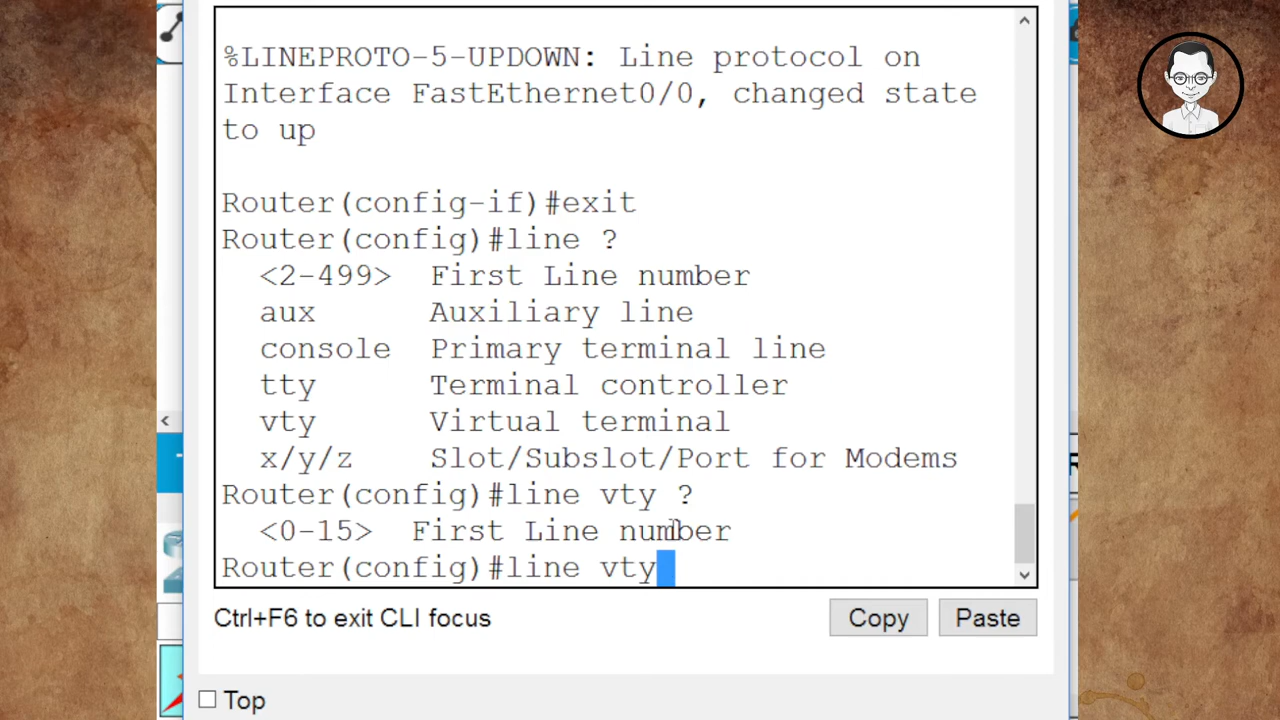 %LINEPROTO-5-UPDOWN: Line protocol on
Interface FastEthernet0/0, changed state
to up
Router(config-if)#exit
Router(config)#line ?
<2-499> First Line number
aux Auxiliary line
console Primary terminal line
tty Terminal controller
vty Virtual terminal
x/y/z Slot/Subslot/Port for Modems
Router(config)#line vty ?
<0-15> First Line number
Router(config)#line vty
Ctrl+F6 to exit CLI focus
Copy
Paste
Top